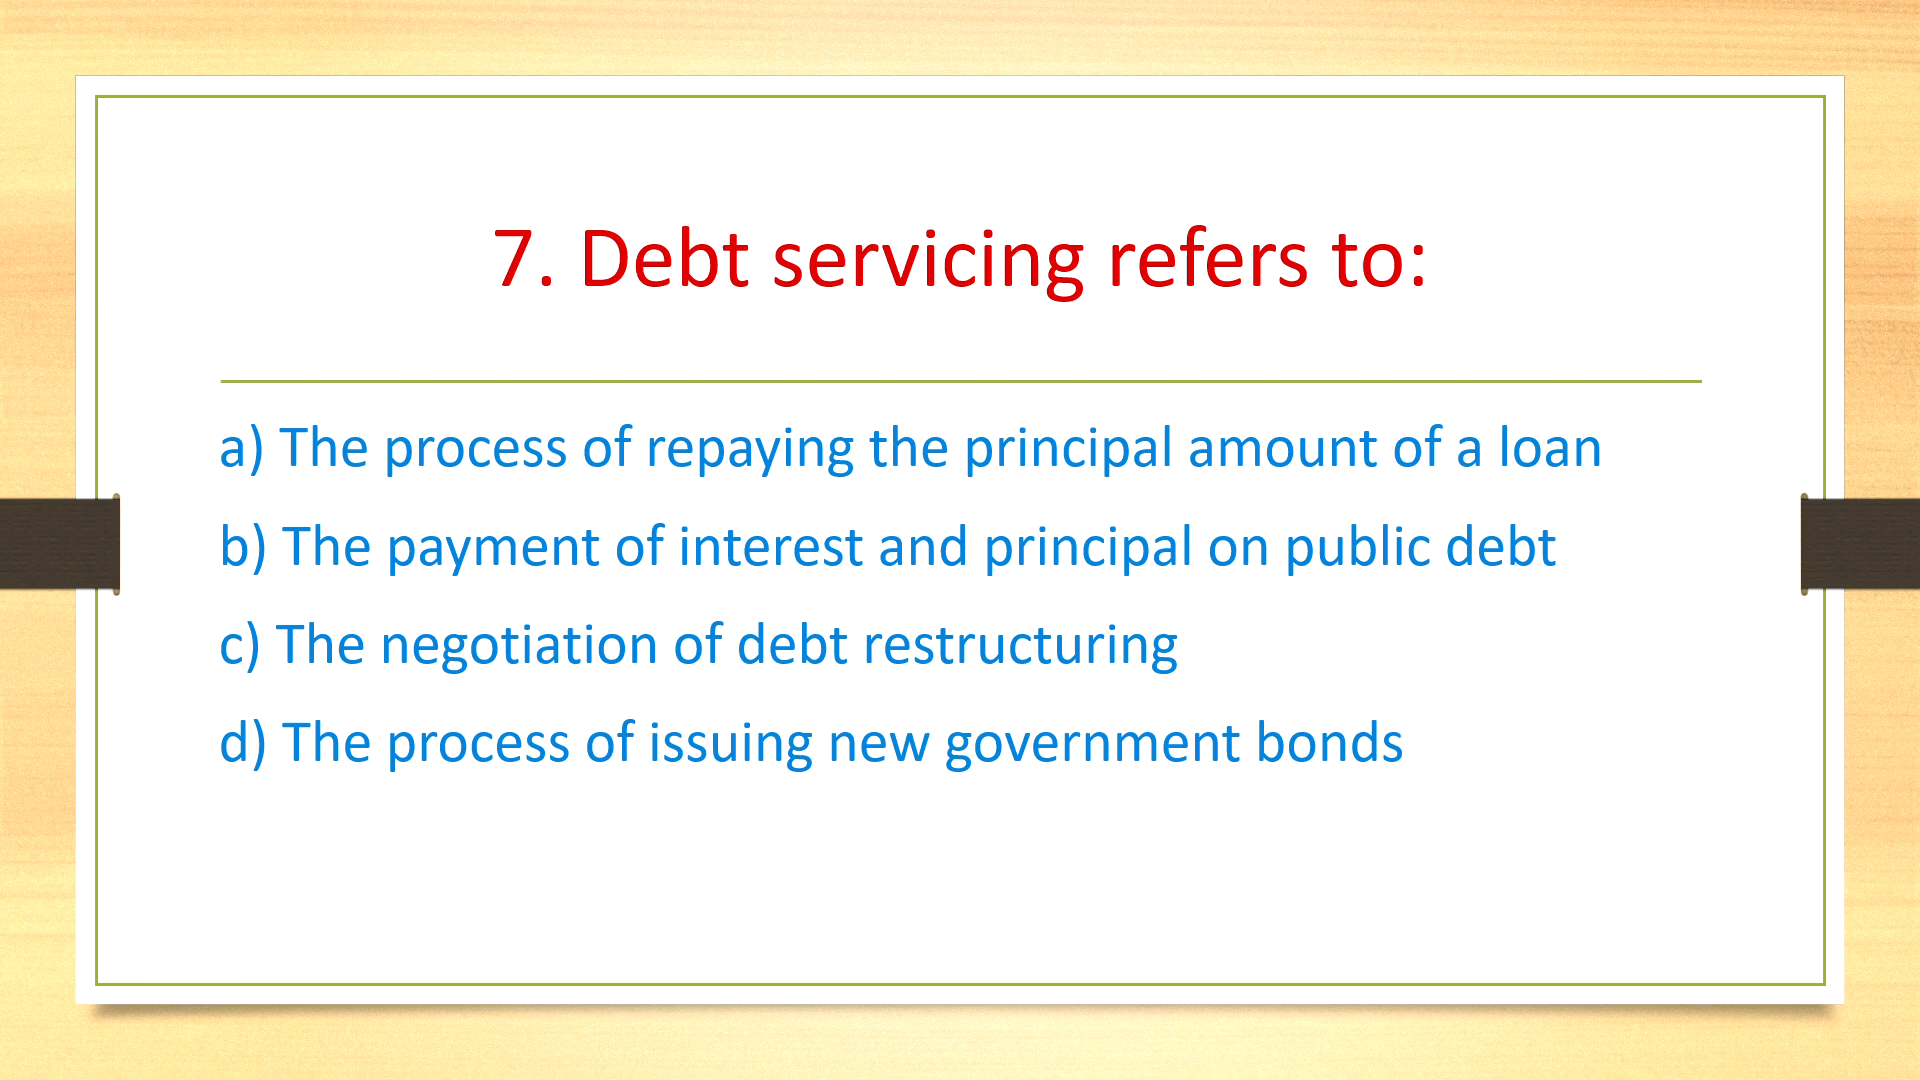 7. Debt servicing refers to:
a) The process of repaying the principal amount of a loan
b) The payment of interest and principal on public debt
c) The negotiation of debt restructuring
d) The process of issuing new government bonds